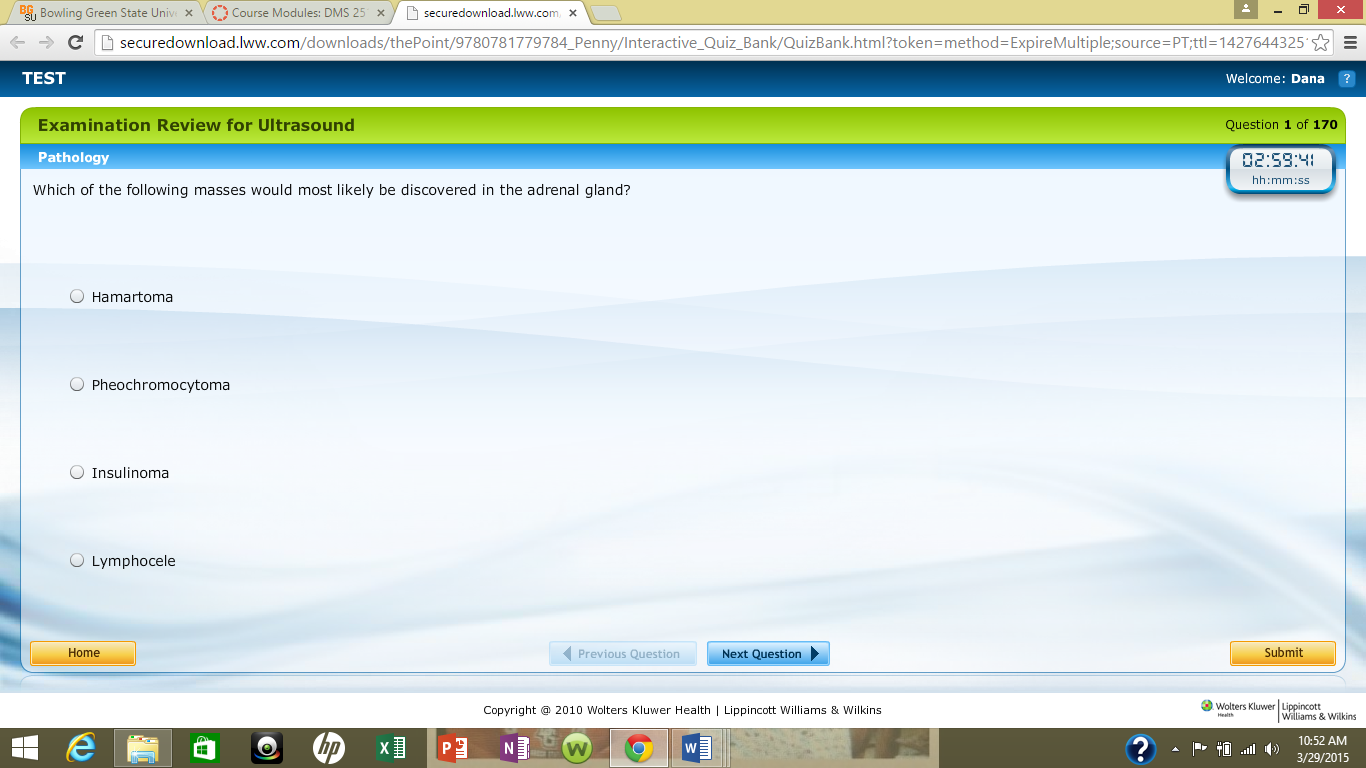 Bowling Green State Unive
Course Modules: DMS 25
securedownload.lww.com
securedownload.lww.com/downloads/thePoint/9780781779784_Penny/Interactive_Quiz_Bank/QuizBank.html?token=method=ExpireMultiple;source=PT;ttl=1427644325
TEST
Welcome: Dana ?
Examination Review for Ultrasound
Question 1 of 170
Pathology
02:59:41
hh:mm:ss
Which of the following masses would most likely be discovered in the adrenal gland?
Hamartoma
Pheochromocytoma
Insulinoma
Lymphocele
Home
Previous Question
Next Question
Submit
Copyright @ 2010 Wolters Kluwer Health | Lippincott Williams & Wilkins
Wolters Kluwer
Health
Lippincott
Williams & Wilkins
10:52 AM
3/29/2015